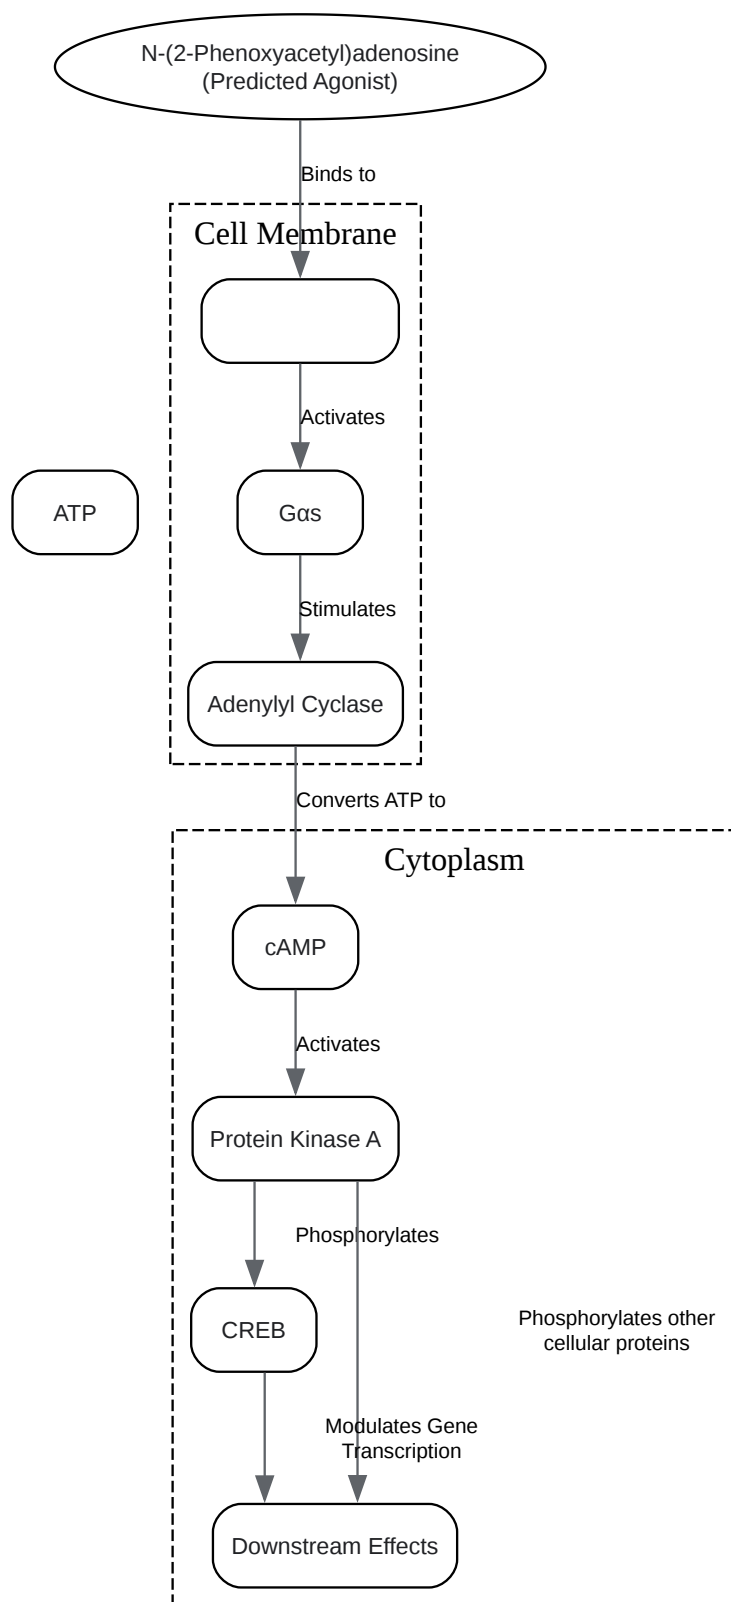 N-(2-Phenoxyacetyl)adenosine
(Predicted Agonist)
Binds to
Cell Membrane
Activates
ATP
Gαs
Stimulates
Adenylyl Cyclase
Converts ATP to
Cytoplasm
cAMP
Activates
Protein Kinase A
Phosphorylates
Phosphorylates other
cellular proteins
CREB
Modulates Gene
Transcription
Downstream Effects